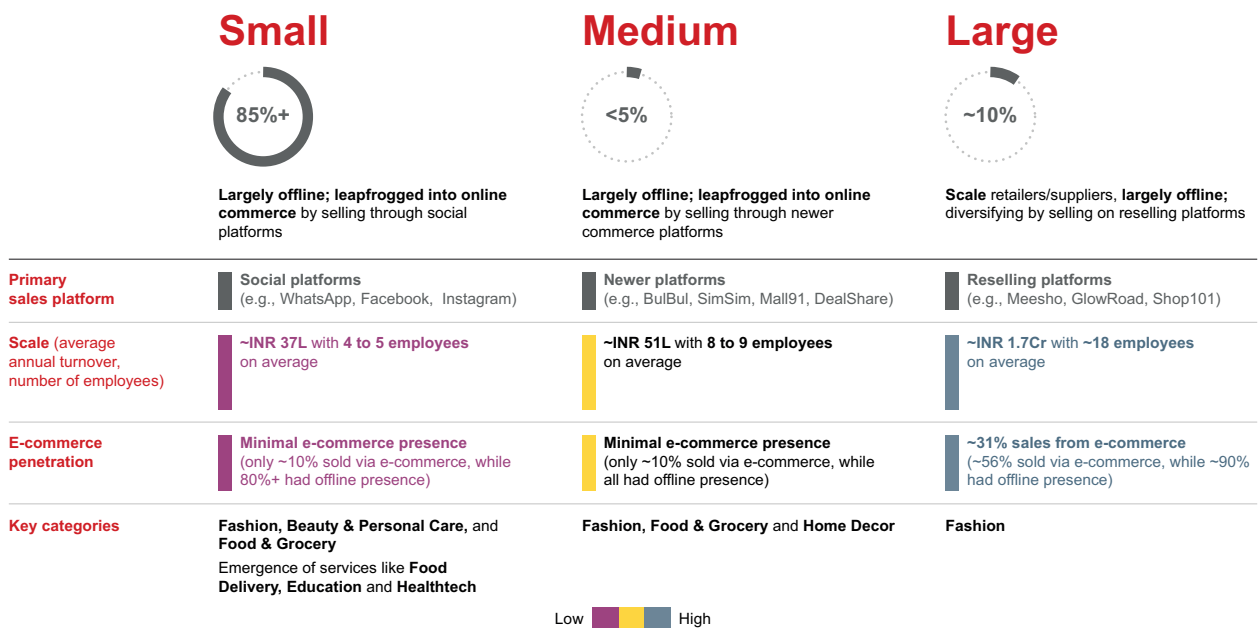 Small
Medium
Large
85%+
<5%
~10%
Largely offline; leapfrogged into online
commerce by selling through social
platforms
Largely offline; leapfrogged into online
commerce by selling through newer
commerce platforms
Scale retailers/suppliers, largely offline;
diversifying by selling on reselling platforms
Primary
sales platform
Social platforms
(e.g., WhatsApp, Facebook, Instagram)
Newer platforms
(e.g., BulBul, SimSim, Mall91, DealShare)
Reselling platforms
(e.g., Meesho, GlowRoad, Shop101)
Scale (average
annual turnover,
number of employees)
~INR 37L with 4 to 5 employees
on average
~INR 51L with 8 to 9 employees
on average
~INR 1.7Cr with ~18 employees
on average
E-commerce
penetration
Minimal e-commerce presence
(only ~10% sold via e-commerce, while
80%+ had offline presence)
Minimal e-commerce presence
(only ~10% sold via e-commerce, while
all had offline presence)
~31% sales from e-commerce
(~56% sold via e-commerce, while ~90%
had offline presence)
Key categories
Fashion, Beauty & Personal Care, and
Food & Grocery
Emergence of services like Food
Delivery, Education and Healthtech
Fashion, Food & Grocery and Home Decor
Fashion
Low
High